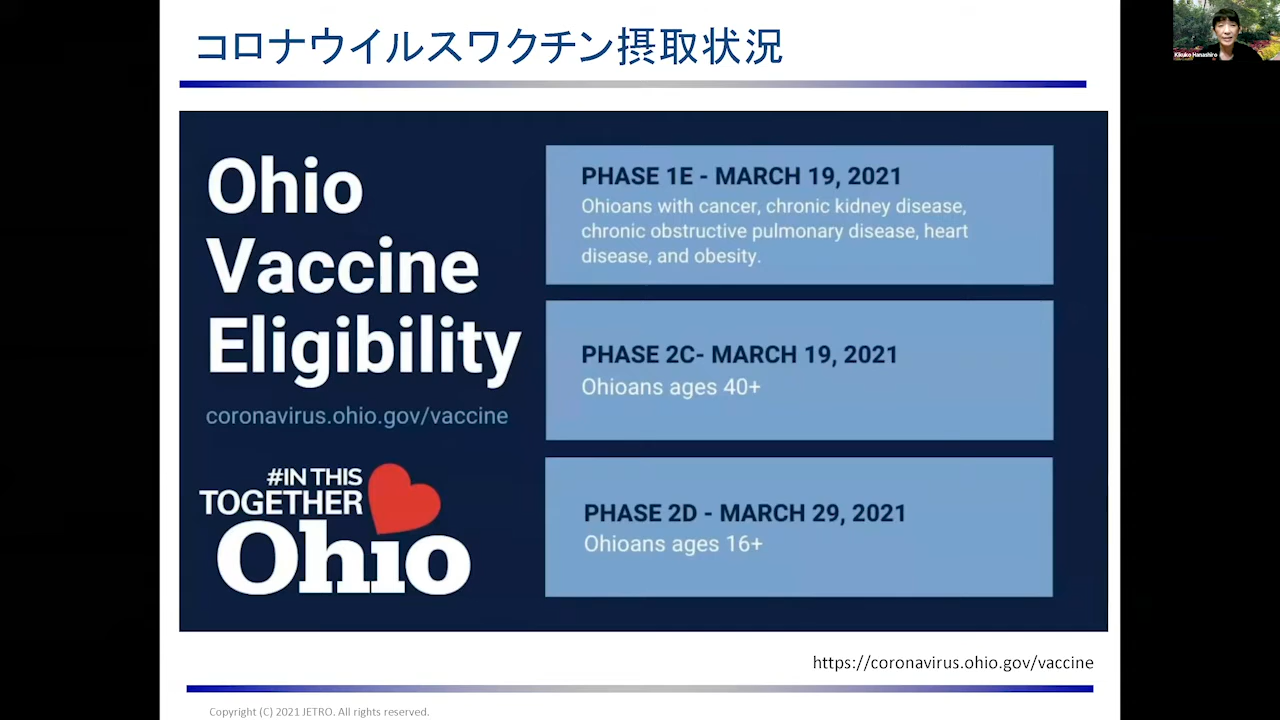 コロナウイルスワクチン摂取状況
Kikuko Hanashiro
Ohio
Vaccine
Eligibility
coronavirus.ohio.gov/vaccine
#IN THIS
TOGETHER
Ohio
PHASE 1E - MARCH 19, 2021
Ohioans with cancer, chronic kidney disease,
chronic obstructive pulmonary disease, heart
disease, and obesity.
PHASE 2C- MARCH 19, 2021
Ohioans ages 40+
PHASE 2D - MARCH 29, 2021
Ohioans ages 16+
https://coronavirus.ohio.gov/vaccine
Copyright (C) 2021 JETRO. All rights reserved.